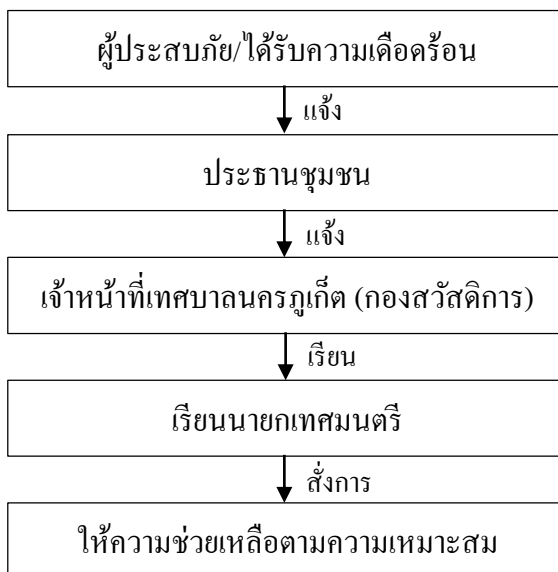 ผู้ประสบภัย/ได้รับความเดือดร้อน
แจ้ง
ประธานชุมชน
แจ้ง
เจ้าหน้าที่เทศบาลนครภูเก็ต (กองสวัสดิการ)
เรียน
เรียนนายกเทศมนตรี
สั่งการ
ให้ความช่วยเหลือตามความเหมาะสม